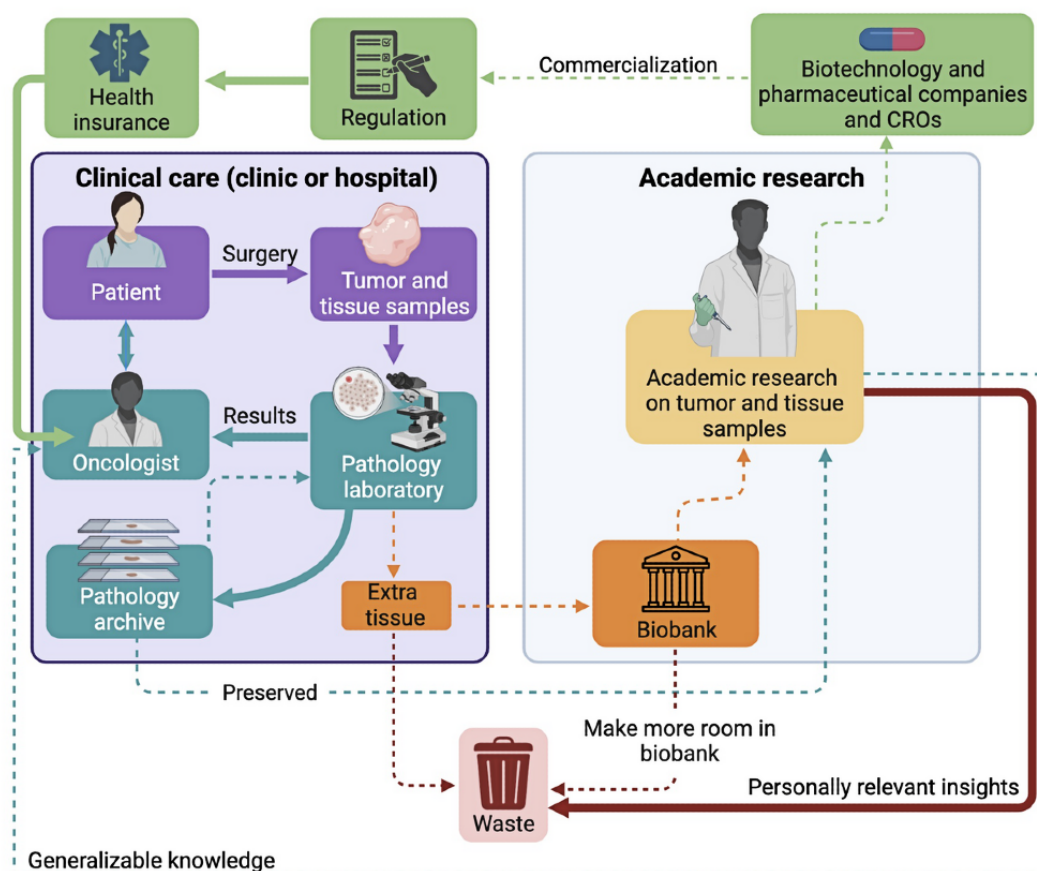 Health
insurance
Regulation
Commercialization
Biotechnology and
pharmaceutical companies
and CROs
Clinical care (clinic or hospital)
Patient
Surgery
Tumor and
tissue samples
Oncologist
Results
Pathology
laboratory
Pathology
archive
Extra
tissue
Academic research
Academic research
on tumor and tissue
samples
Biobank
Preserved
Make more room in
biobank
Waste
Personally relevant insights
Generalizable knowledge